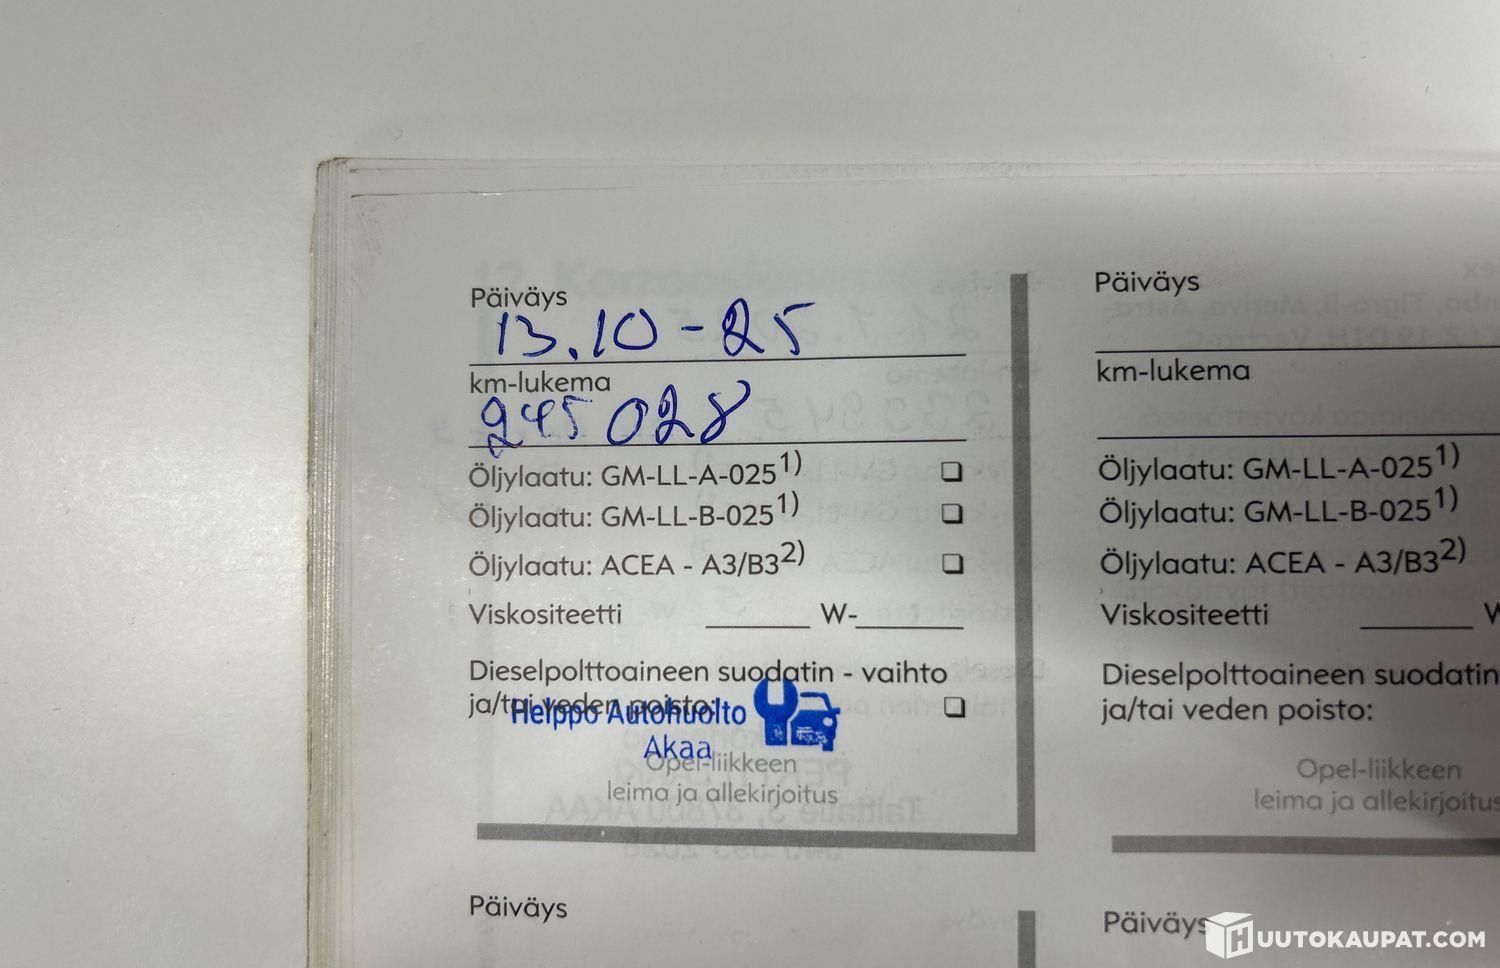 Päiväys
13.10-25
km-lukema
245 028
Öljylaatu: GM-LL-A-025 1)
Öljylaatu: GM-LL-B-025 1)
Öljylaatu: ACEA - A3/B3 2)
Viskositeetti W-
Dieselpolttoaineen suodatin - vaihto
ja/tai veden poisto:
Helppo Autohuolto
Akaa
Opel-liikkeen
leima ja allekirjoitus
Päiväys
Päiväys
km-lukema
Öljylaatu: GM-LL-A-025 1)
Öljylaatu: GM-LL-B-025 1)
Öljylaatu: ACEA - A3/B3 2)
Viskositeetti
Dieselpolttoaineen suodatin
ja/tai veden poisto:
Opel-liikkeen
leima ja allekirjoitus
Päiväys
HUUTOKAUPAT.COM